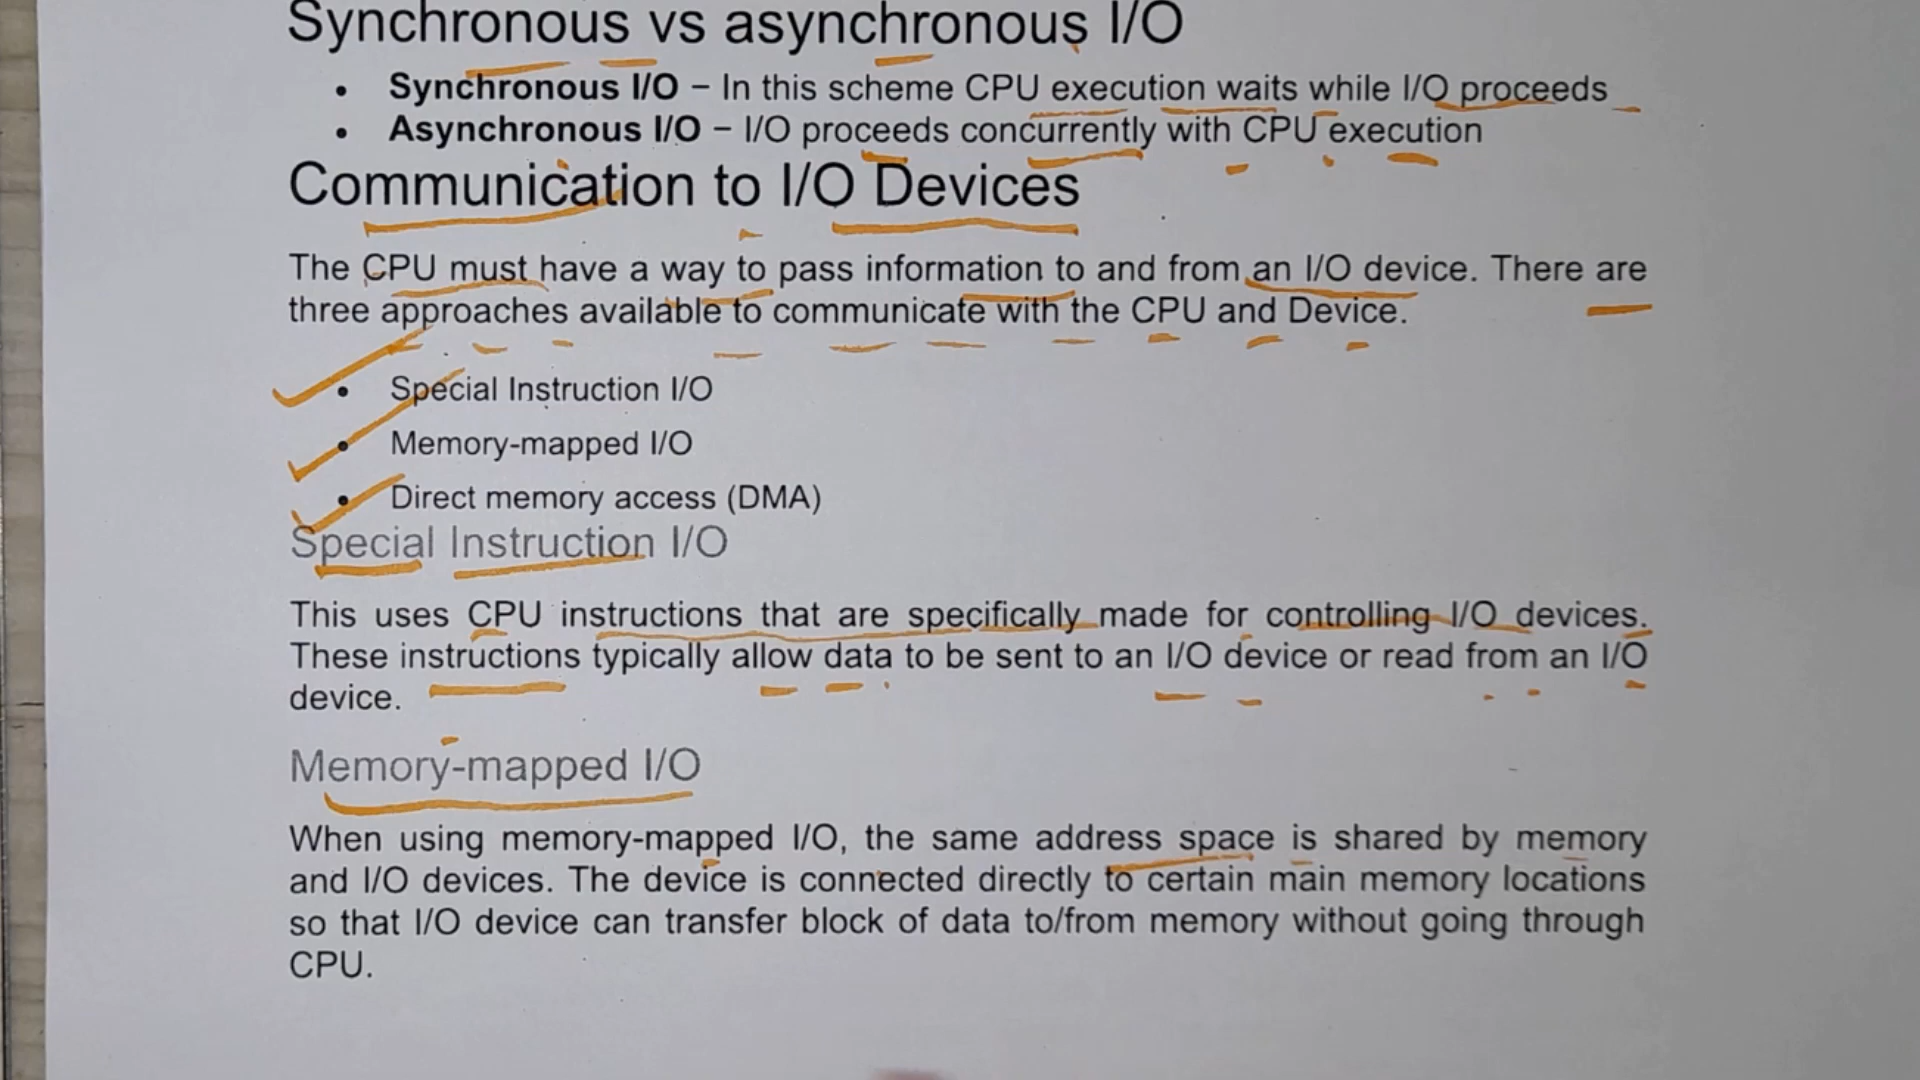 Synchronous vs asynchronous I/O
• Synchronous I/O – In this scheme CPU execution waits while I/O proceeds
• Asynchronous I/O – I/O proceeds concurrently with CPU execution
Communication to I/O Devices
The CPU must have a way to pass information to and from an I/O device. There are
three approaches available to communicate with the CPU and Device.
• Special Instruction I/O
• Memory-mapped I/O
• Direct memory access (DMA)
Special Instruction I/O
This uses CPU instructions that are specifically made for controlling I/O devices.
These instructions typically allow data to be sent to an I/O device or read from an I/O
device.
Memory-mapped I/O
When using memory-mapped I/O, the same address space is shared by memory
and I/O devices. The device is connected directly to certain main memory locations
so that I/O device can transfer block of data to/from memory without going through
CPU.